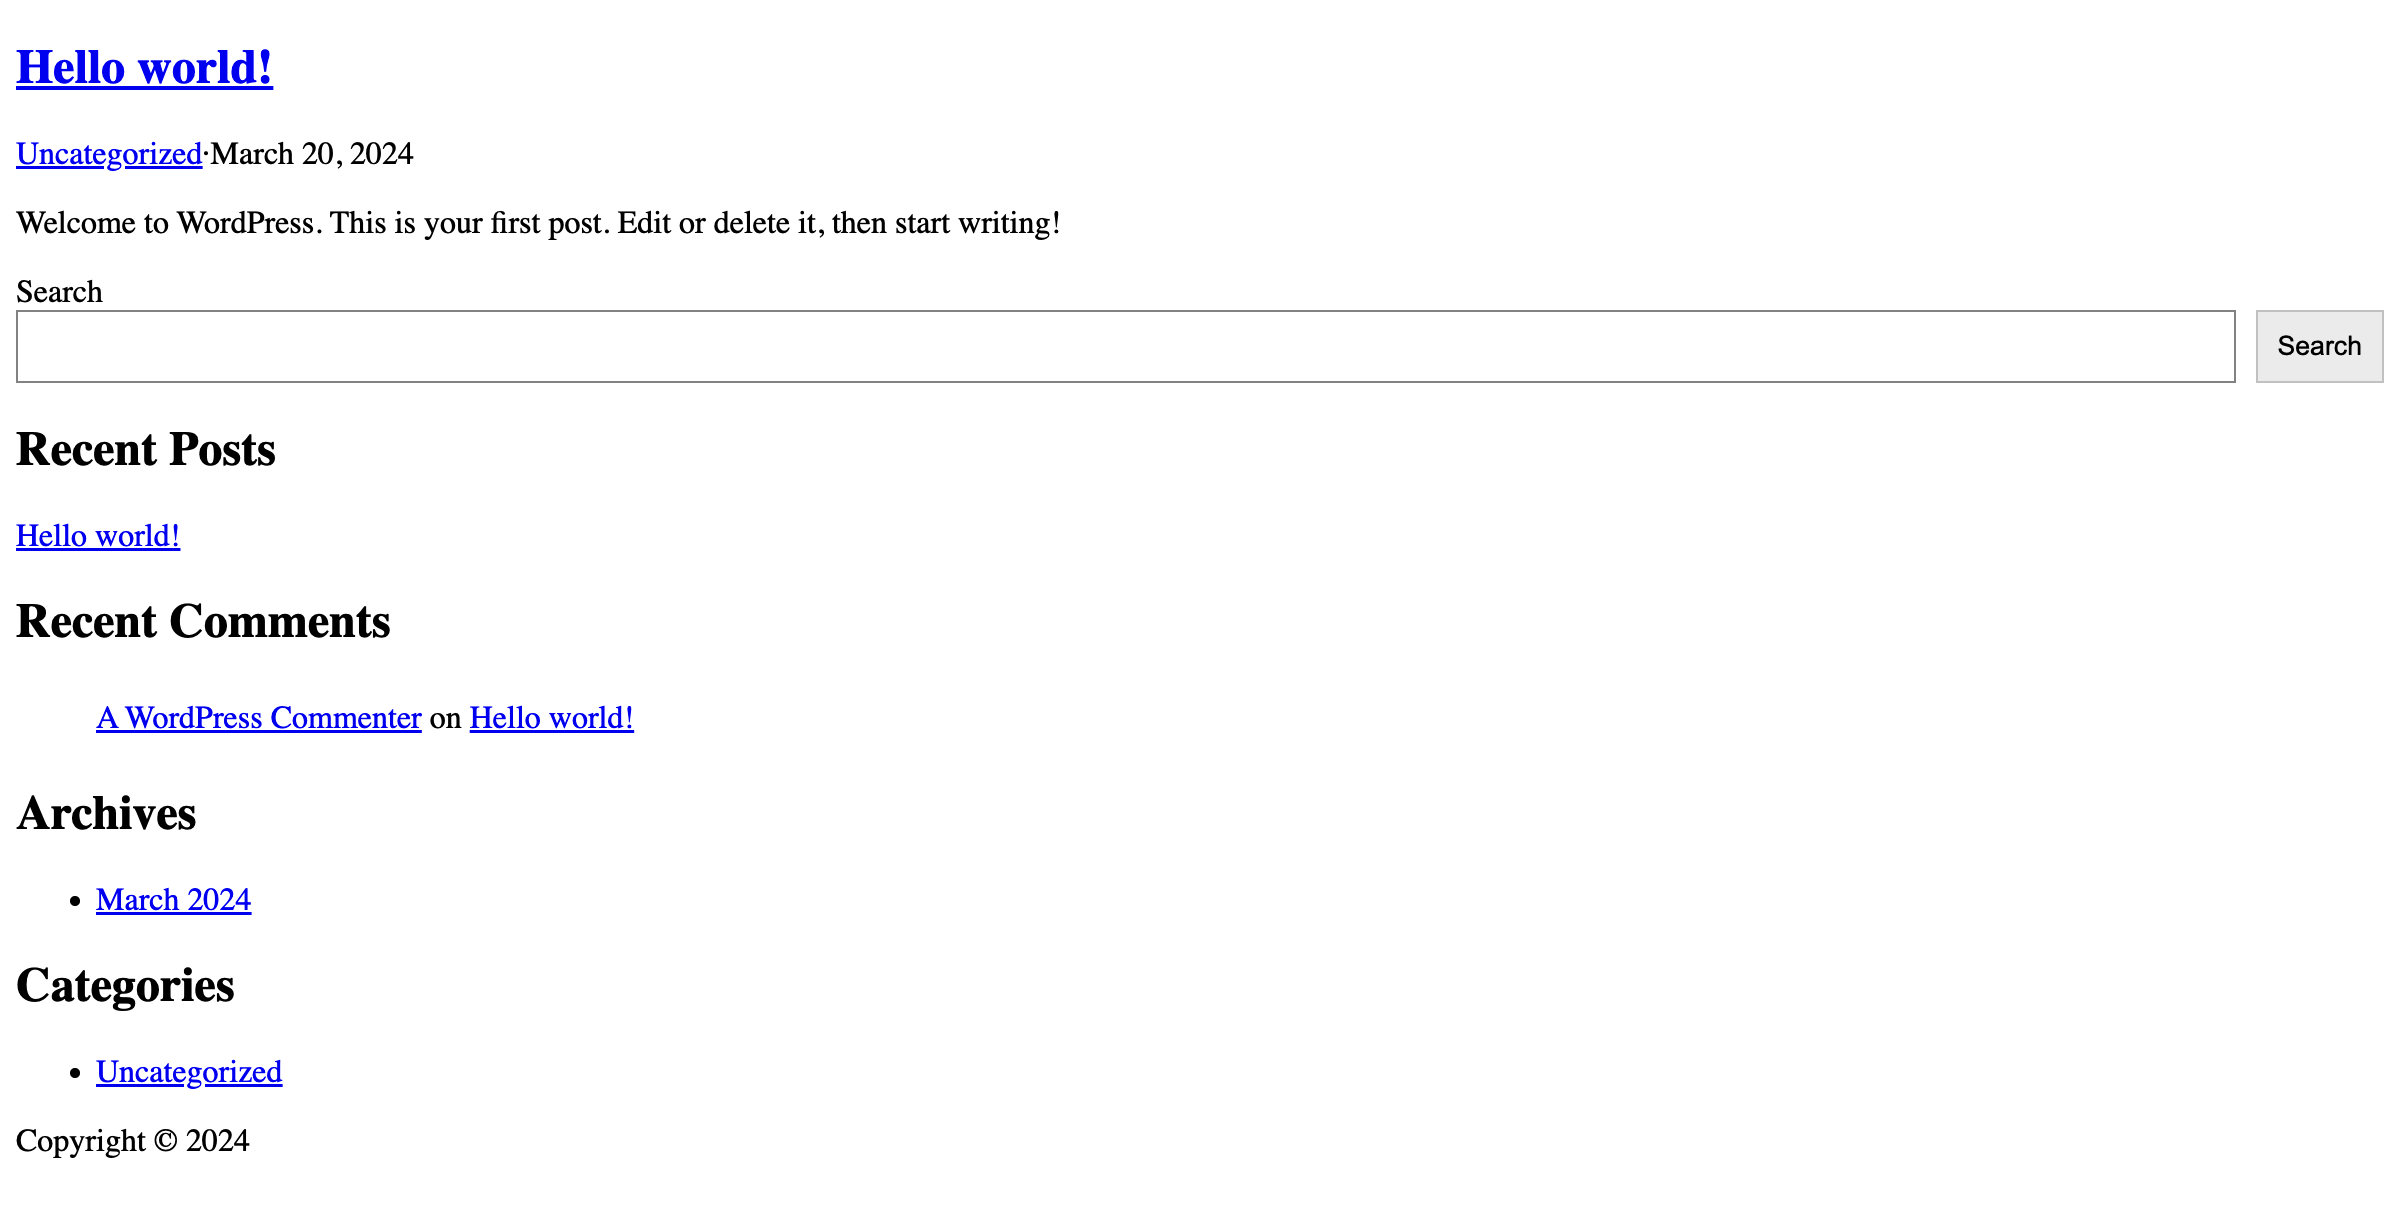 Hello world!
Uncategorized·March 20, 2024
Welcome to WordPress. This is your first post. Edit or delete it, then start writing!
Search
Search
Recent Posts
Hello world!
Recent Comments
A WordPress Commenter on Hello world!
Archives
March 2024
Categories
Uncategorized
Copyright © 2024